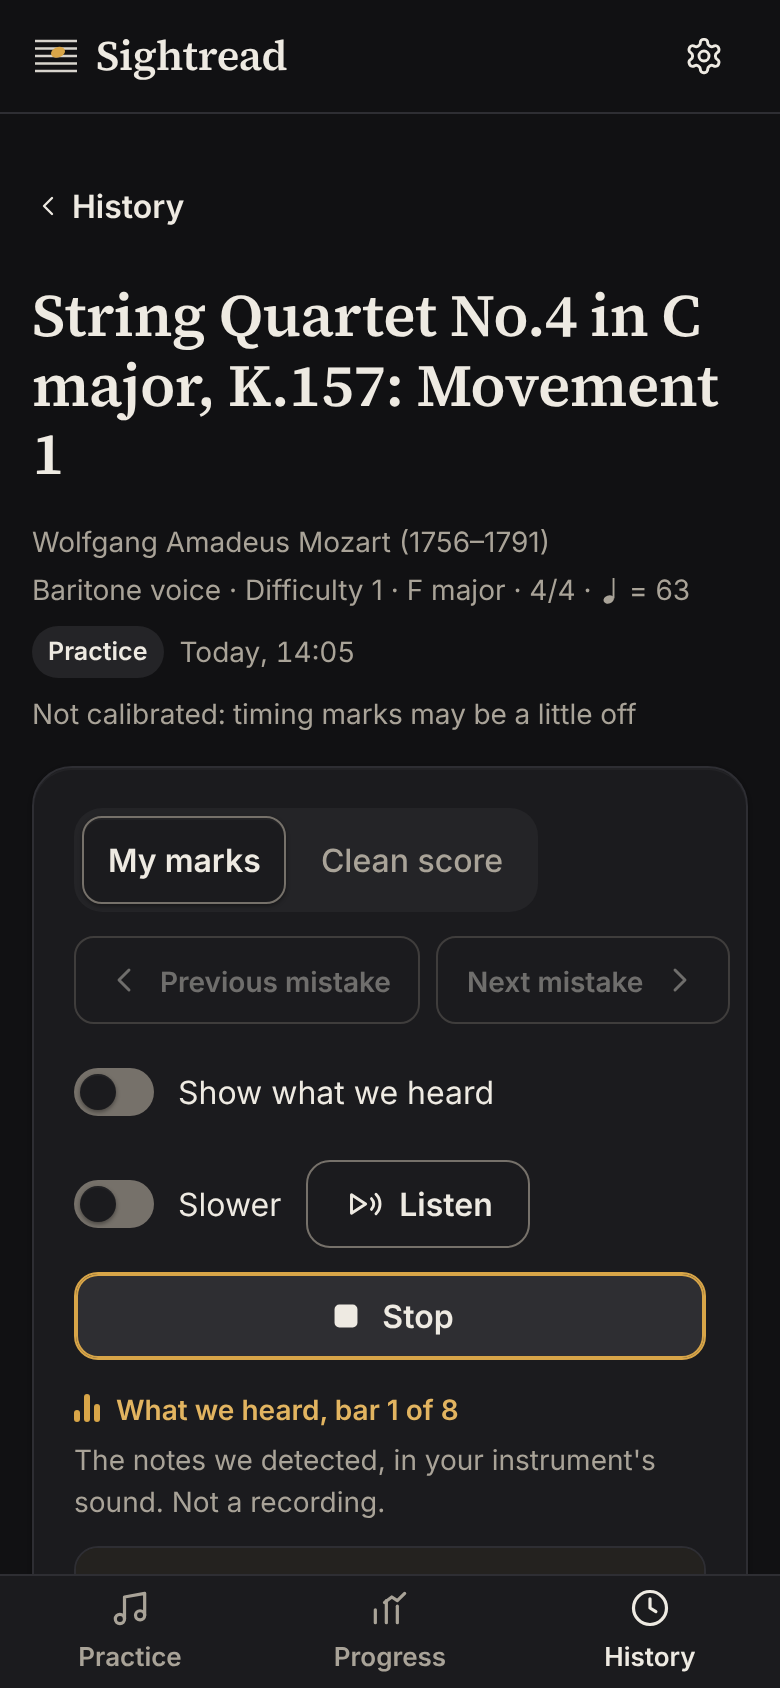 Sightread
History
String Quartet No.4 in C
major, K.157: Movement
1
Wolfgang Amadeus Mozart (1756–1791)
Baritone voice · Difficulty 1 · F major · 4/4 · ♩ = 63
Practice Today, 14:05
Not calibrated: timing marks may be a little off
My marks Clean score
Previous mistake Next mistake
Show what we heard
Slower Listen
Stop
What we heard, bar 1 of 8
The notes we detected, in your instrument's
sound. Not a recording.
Practice Progress History